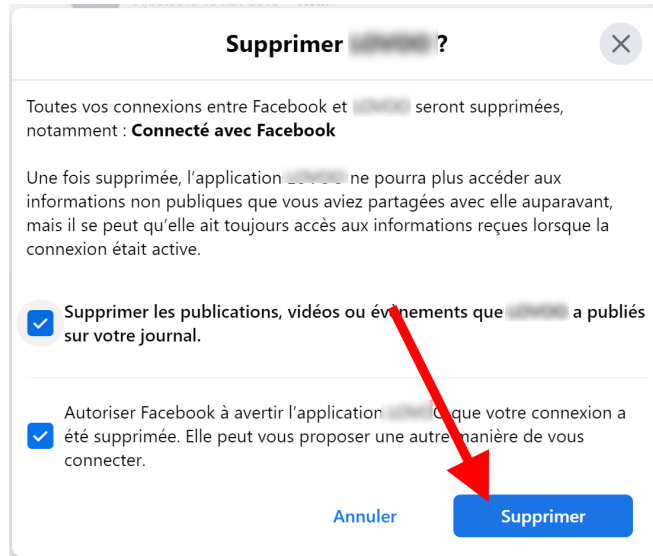 Supprimer ?
Toutes vos connexions entre Facebook et seront supprimées,
notamment : Connecté avec Facebook
Une fois supprimée, l'application ne pourra plus accéder aux
informations non publiques que vous aviez partagées avec elle auparavant,
mais il se peut qu'elle ait toujours accès aux informations reçues lorsque la
connexion était active.
Supprimer les publications, vidéos ou évènements que a publiés
sur votre journal.
Autoriser Facebook à avertir l'application que votre connexion a
été supprimée. Elle peut vous proposer une autre manière de vous
connecter.
Annuler Supprimer